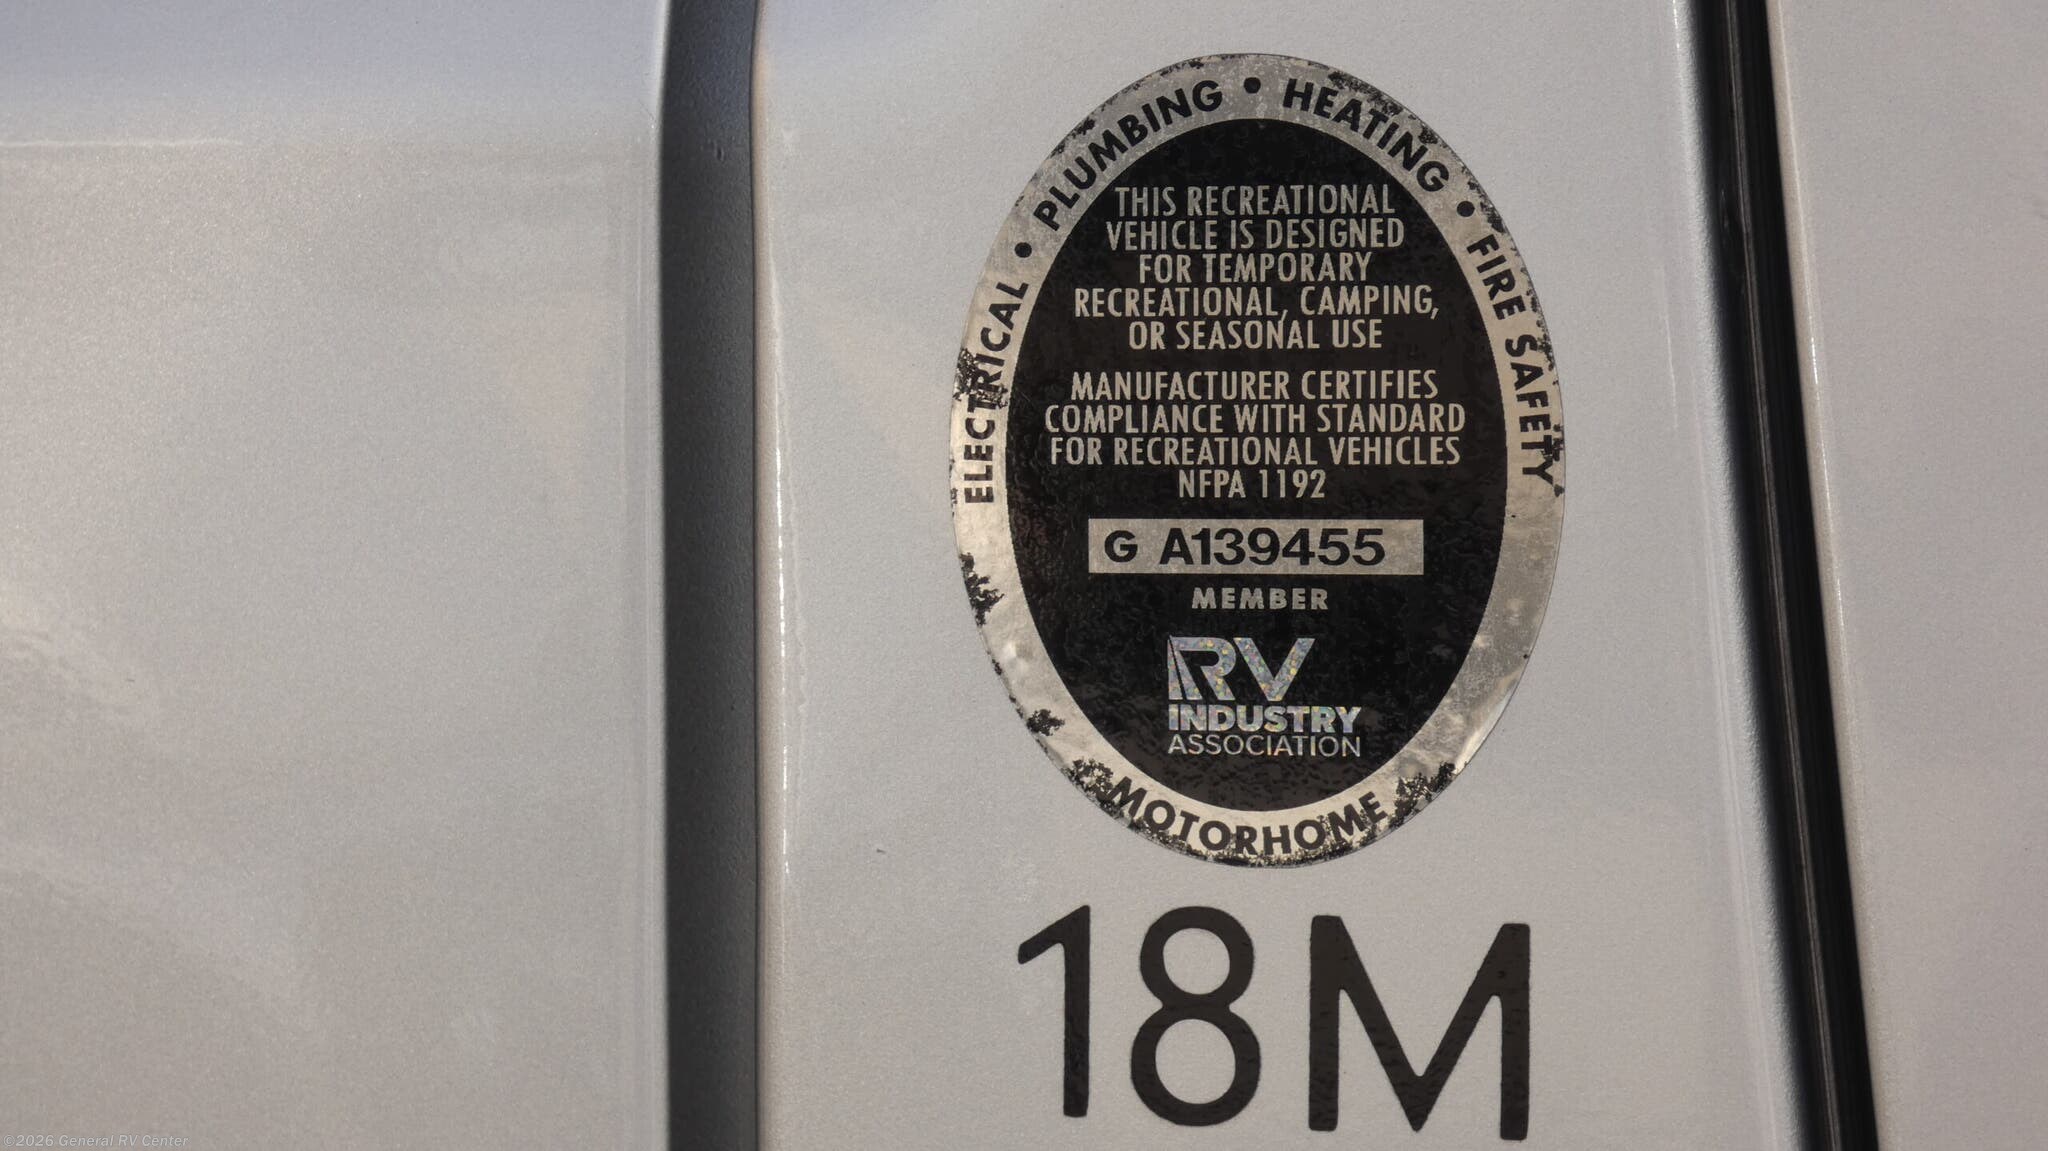 ELECTRICAL • PLUMBING • HEATING • FIRE SAFETY
THIS RECREATIONAL
VEHICLE IS DESIGNED
FOR TEMPORARY
RECREATIONAL, CAMPING,
OR SEASONAL USE
MANUFACTURER CERTIFIES
COMPLIANCE WITH STANDARD
FOR RECREATIONAL VEHICLES
NFPA 1192
G A139455
MEMBER
RV
INDUSTRY
ASSOCIATION
MOTORHOME
18M
©2026 General RV Center